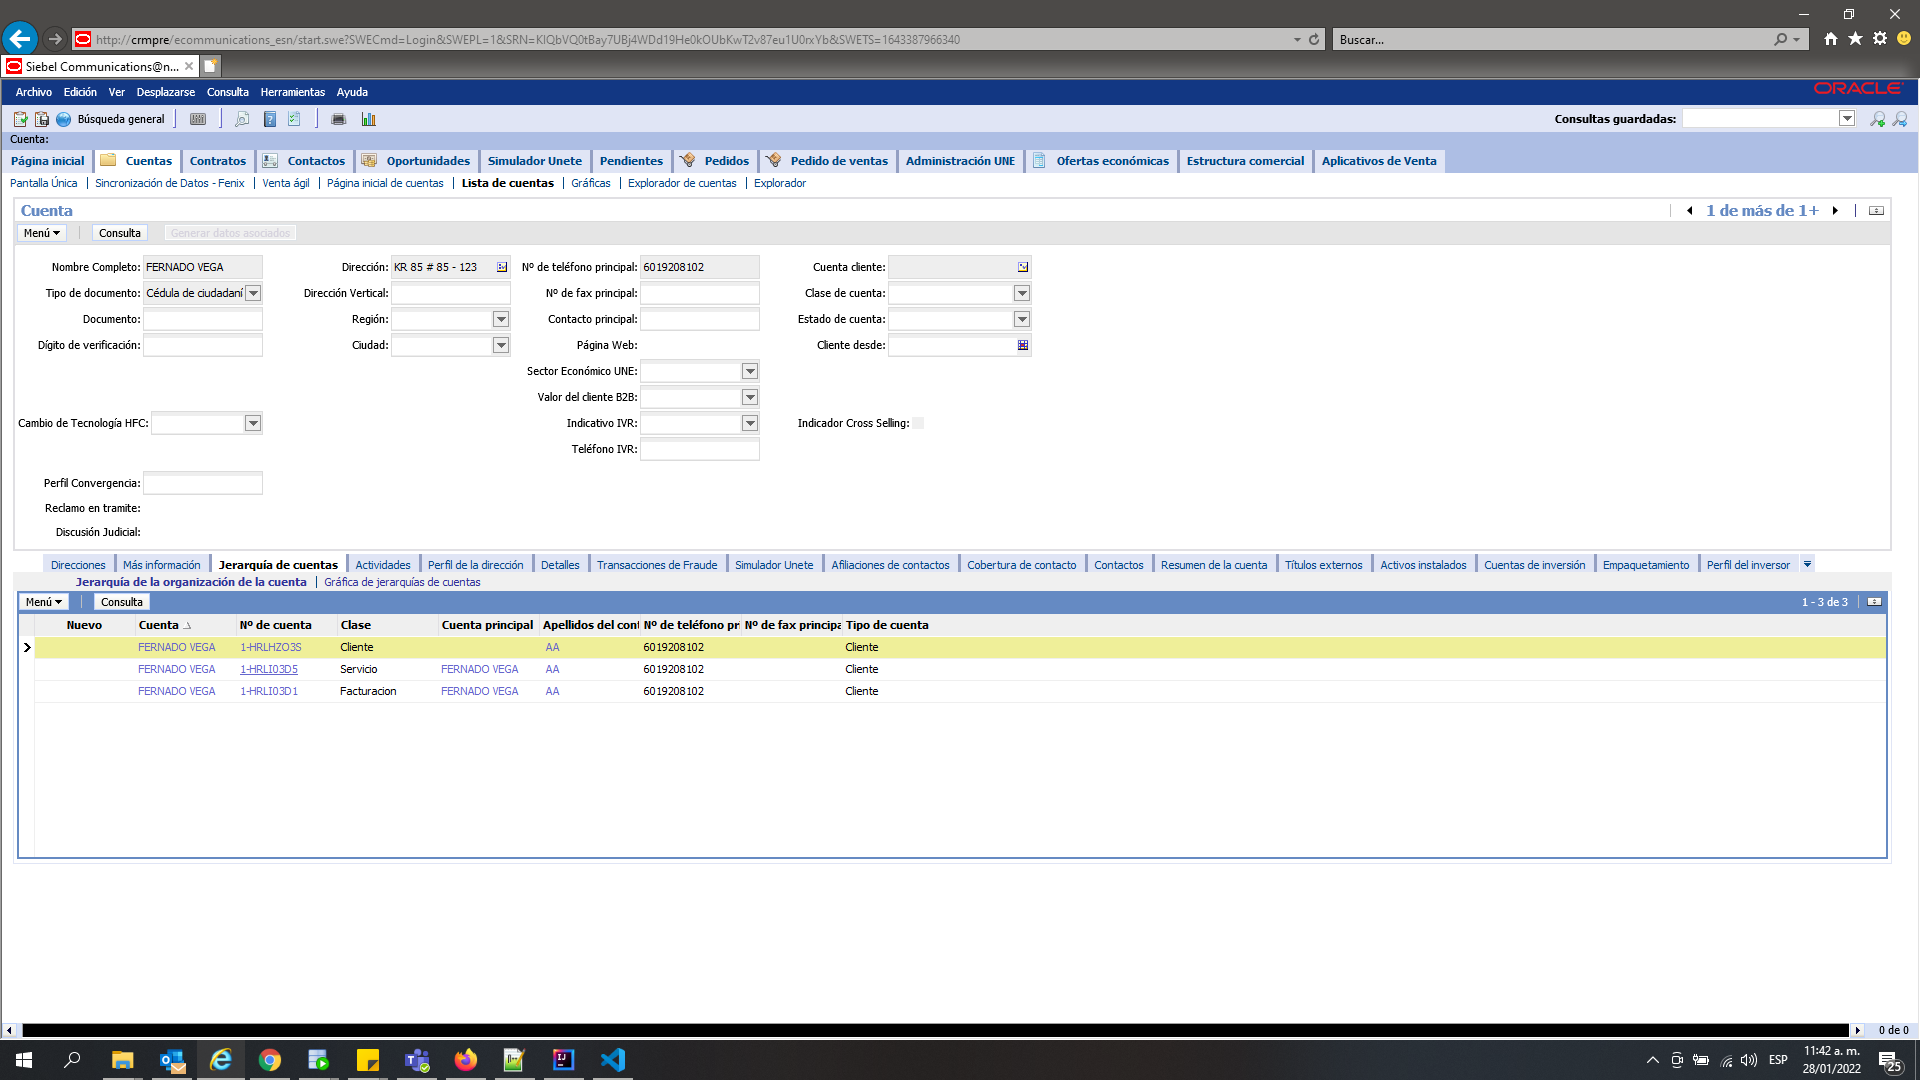 http://crmpre/ecommunications_esn/start.swe?SWECmd=Login&SWEPL=1&SRN=KIQbVQ0tBay7UBj4WDd19He0kOUbKwT2v87eu1U0rxYb&SWETS=1643387966340 Buscar...
Siebel Communications@n...
Archivo Edición Ver Desplazarse Consulta Herramientas Ayuda ORACLE
Búsqueda general Consultas guardadas:
Cuenta:
Página inicial Cuentas Contratos Contactos Oportunidades Simulador Unete Pendientes Pedidos Pedido de ventas Administración UNE Ofertas económicas Estructura comercial Aplicativos de Venta
Pantalla Única Sincronización de Datos - Fenix Venta ágil Página inicial de cuentas Lista de cuentas Gráficas Explorador de cuentas Explorador
Cuenta 1 de más de 1+
Menú Consulta Generar datos asociados
Nombre Completo: FERNADO VEGA Dirección: KR 85 # 85 - 123 Nº de teléfono principal: 6019208102 Cuenta cliente:
Tipo de documento: Cédula de ciudadaní Dirección Vertical: Nº de fax principal: Clase de cuenta:
Documento: Región: Contacto principal: Estado de cuenta:
Dígito de verificación: Ciudad: Página Web: Cliente desde:
Sector Económico UNE:
Valor del cliente B2B:
Cambio de Tecnología HFC: Indicativo IVR: Indicador Cross Selling:
Teléfono IVR:
Perfil Convergencia:
Reclamo en tramite:
Discusión Judicial:
Direcciones Más información Jerarquía de cuentas Actividades Perfil de la dirección Detalles Transacciones de Fraude Simulador Unete Afiliaciones de contactos Cobertura de contacto Contactos Resumen de la cuenta Títulos externos Activos instalados Cuentas de inversión Empaquetamiento Perfil del inversor
Jerarquía de la organización de la cuenta Gráfica de jerarquías de cuentas
Menú Consulta 1 - 3 de 3
Nuevo Cuenta Nº de cuenta Clase Cuenta principal Apellidos del cont Nº de teléfono pr Nº de fax principa Tipo de cuenta
FERNADO VEGA 1-HRLHZO3S Cliente AA 6019208102 Cliente
FERNADO VEGA 1-HRLI03D5 Servicio FERNADO VEGA AA 6019208102 Cliente
FERNADO VEGA 1-HRLI03D1 Facturacion FERNADO VEGA AA 6019208102 Cliente
0 de 0
ESP 11:42 a. m.
28/01/2022 25